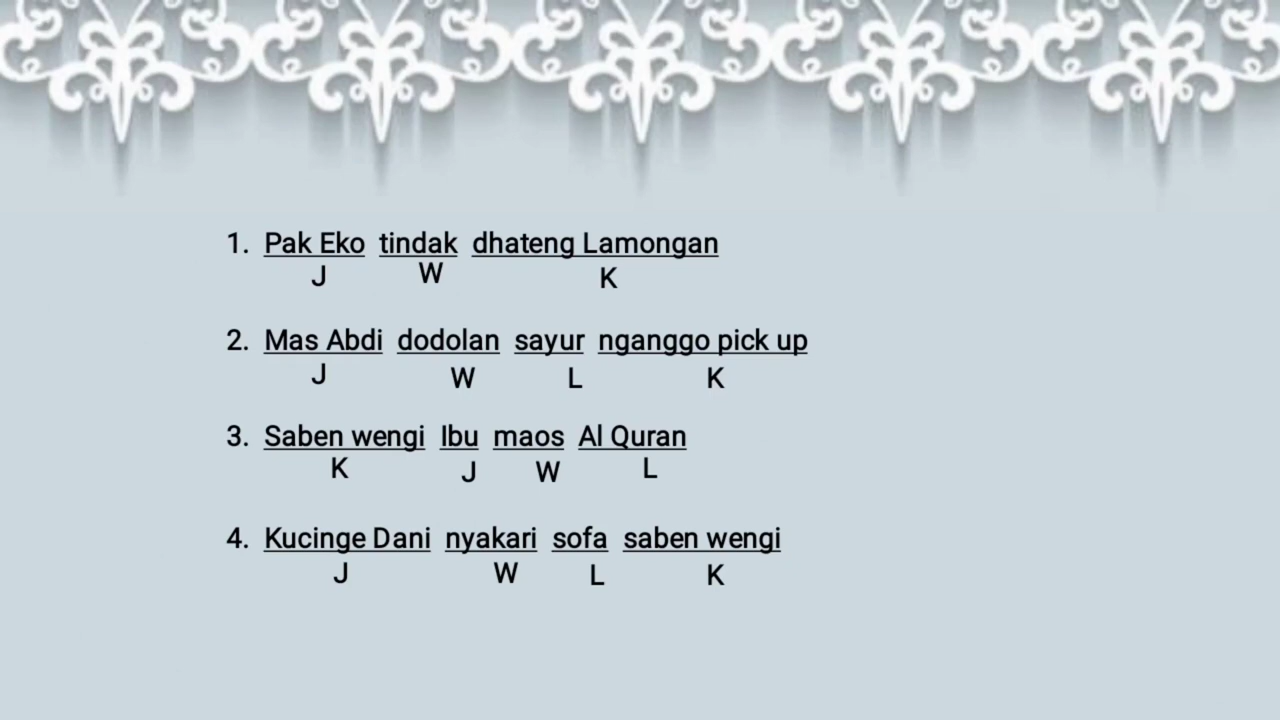 1. Pak Eko tindak dhateng Lamongan
J W K
2. Mas Abdi dodolan sayur nganggo pick up
J W L K
3. Saben wengi Ibu maos Al Quran
K J W L
4. Kucinge Dani nyakari sofa saben wengi
J W L K